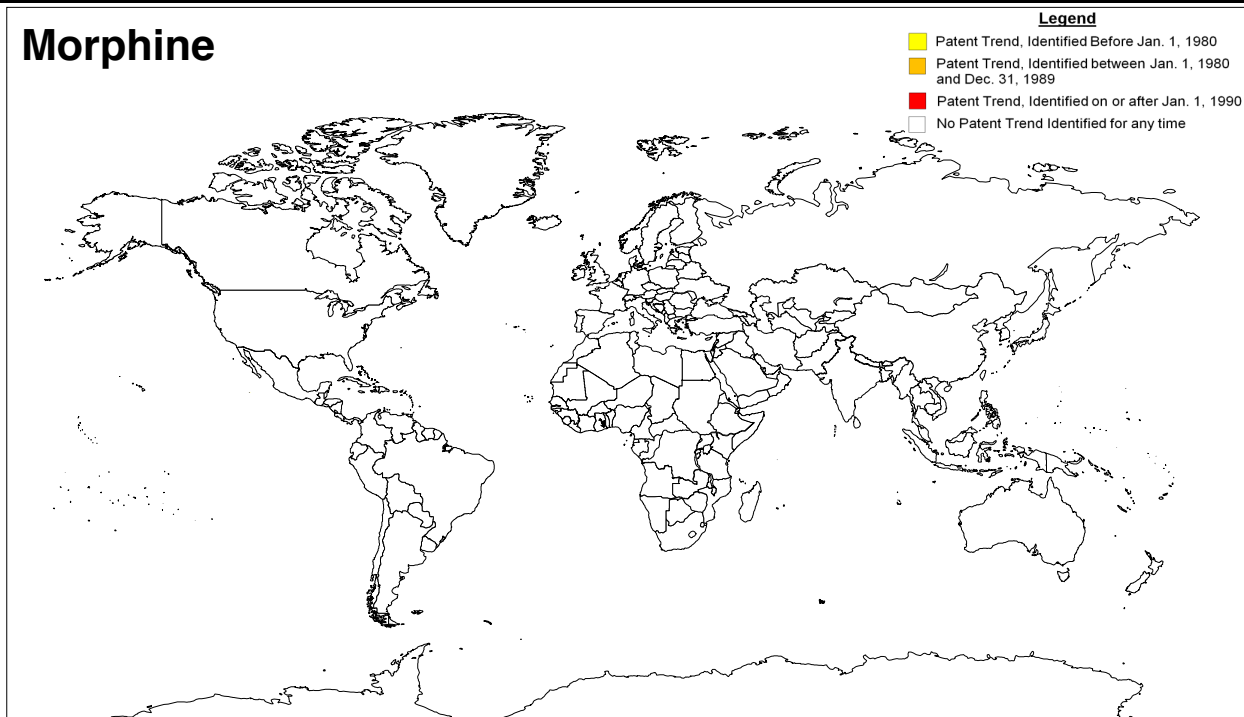 Morphine
Legend
Patent Trend, Identified Before Jan. 1, 1980
Patent Trend, Identified between Jan. 1, 1980
and Dec. 31, 1989
Patent Trend, Identified on or after Jan. 1, 1990
No Patent Trend Identified for any time